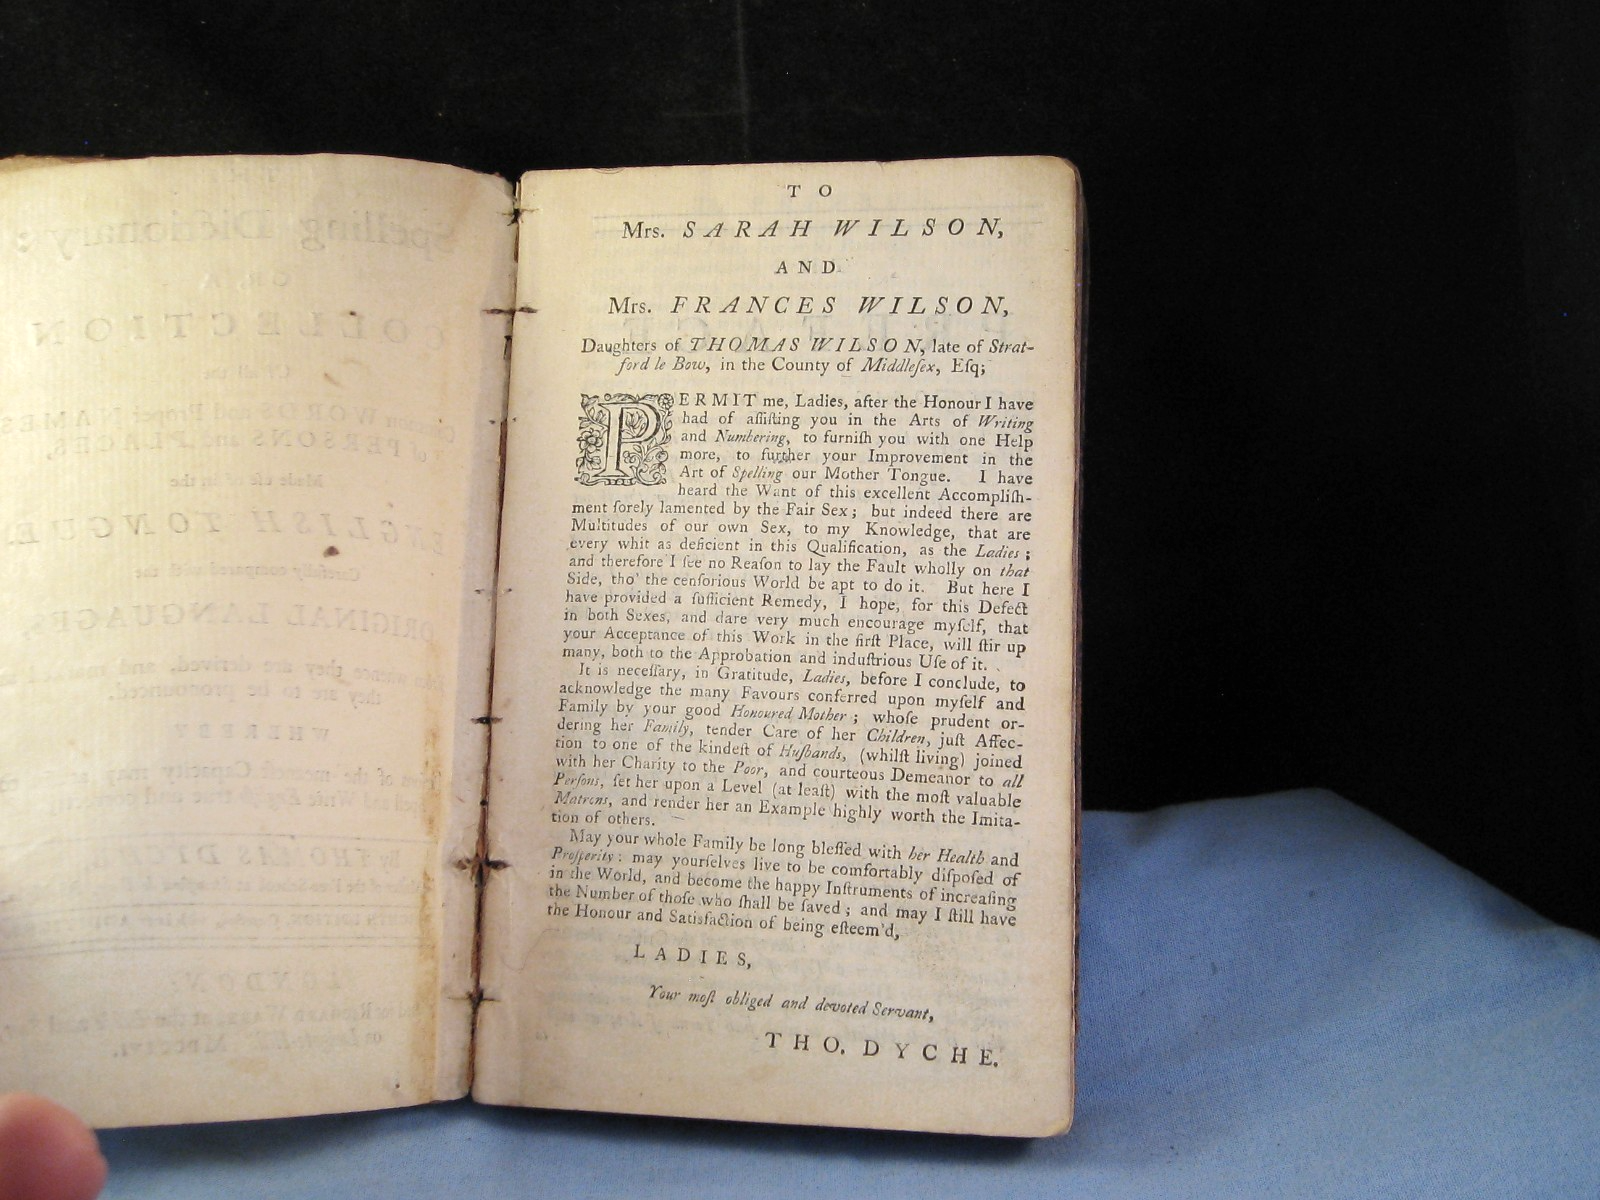 TO
Mrs. SARAH WILSON,
AND
Mrs. FRANCES WILSON,
Daughters of THOMAS WILSON, late of Strat-
ford le Bow, in the County of Middleſex, Eſq;
PERMIT me, Ladies, after the Honour I have
had of aſſiſting you in the Arts of Writing
and Numbering, to furniſh you with one Help
more, to further your Improvement in the
Art of Spelling our Mother Tongue. I have
heard the Want of this excellent Accompliſh-
ment ſorely lamented by the Fair Sex; but indeed there are
Multitudes of our own Sex, to my Knowledge, that are
every whit as deficient in this Qualification, as the Ladies;
and therefore I ſee no Reaſon to lay the Fault wholly on that
Side, tho' the cenſorious World be apt to do it. But here I
have provided a ſufficient Remedy, I hope, for this Defect
in both Sexes, and dare very much encourage myſelf, that
your Acceptance of this Work in the firſt Place, will ſtir up
many, both to the Approbation and induſtrious Uſe of it.
It is neceſſary, in Gratitude, Ladies, before I conclude, to
acknowledge the many Favours conferred upon myſelf and
Family by your good Honoured Mother; whoſe prudent or-
dering her Family, tender Care of her Children, juſt Affec-
tion to one of the kindeſt of Huſbands, (whilſt living) joined
with her Charity to the Poor, and courteous Demeanor to all
Perſons, ſet her upon a Level (at leaſt) with the moſt valuable
Matrons, and render her an Example highly worth the Imita-
tion of others.
May your whole Family be long bleſſed with her Health and
Proſperity: may yourſelves live to be comfortably diſpoſed of
in the World, and become the happy Inſtruments of increaſing
the Number of thoſe who ſhall be ſaved; and may I ſtill have
the Honour and Satisfaction of being eſteem'd,
LADIES,
Your moſt obliged and devoted Servant,
THO. DYCHE.